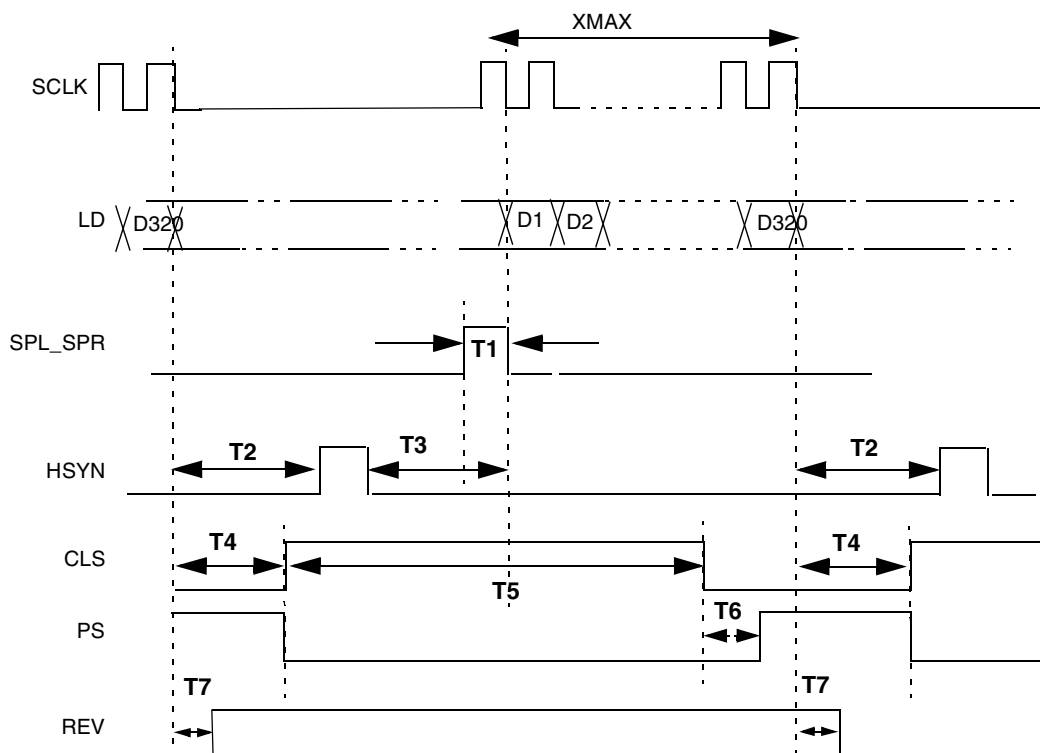 XMAX
SCLK
LD
D320
D1
D2
D320
SPL_SPR
T1
HSYN
T2
T3
T2
CLS
T4
T5
T4
PS
T6
T7
T7
REV